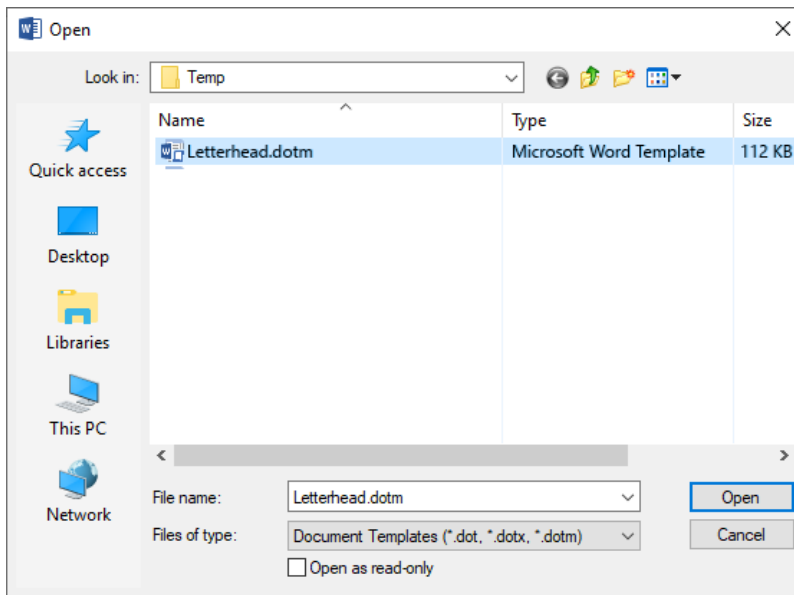 Open
Look in: Temp
Name Type Size
Letterhead.dotm Microsoft Word Template 112 KB
Quick access
Desktop
Libraries
This PC
Network
File name: Letterhead.dotm Open
Files of type: Document Templates (*.dot, *.dotx, *.dotm) Cancel
Open as read-only